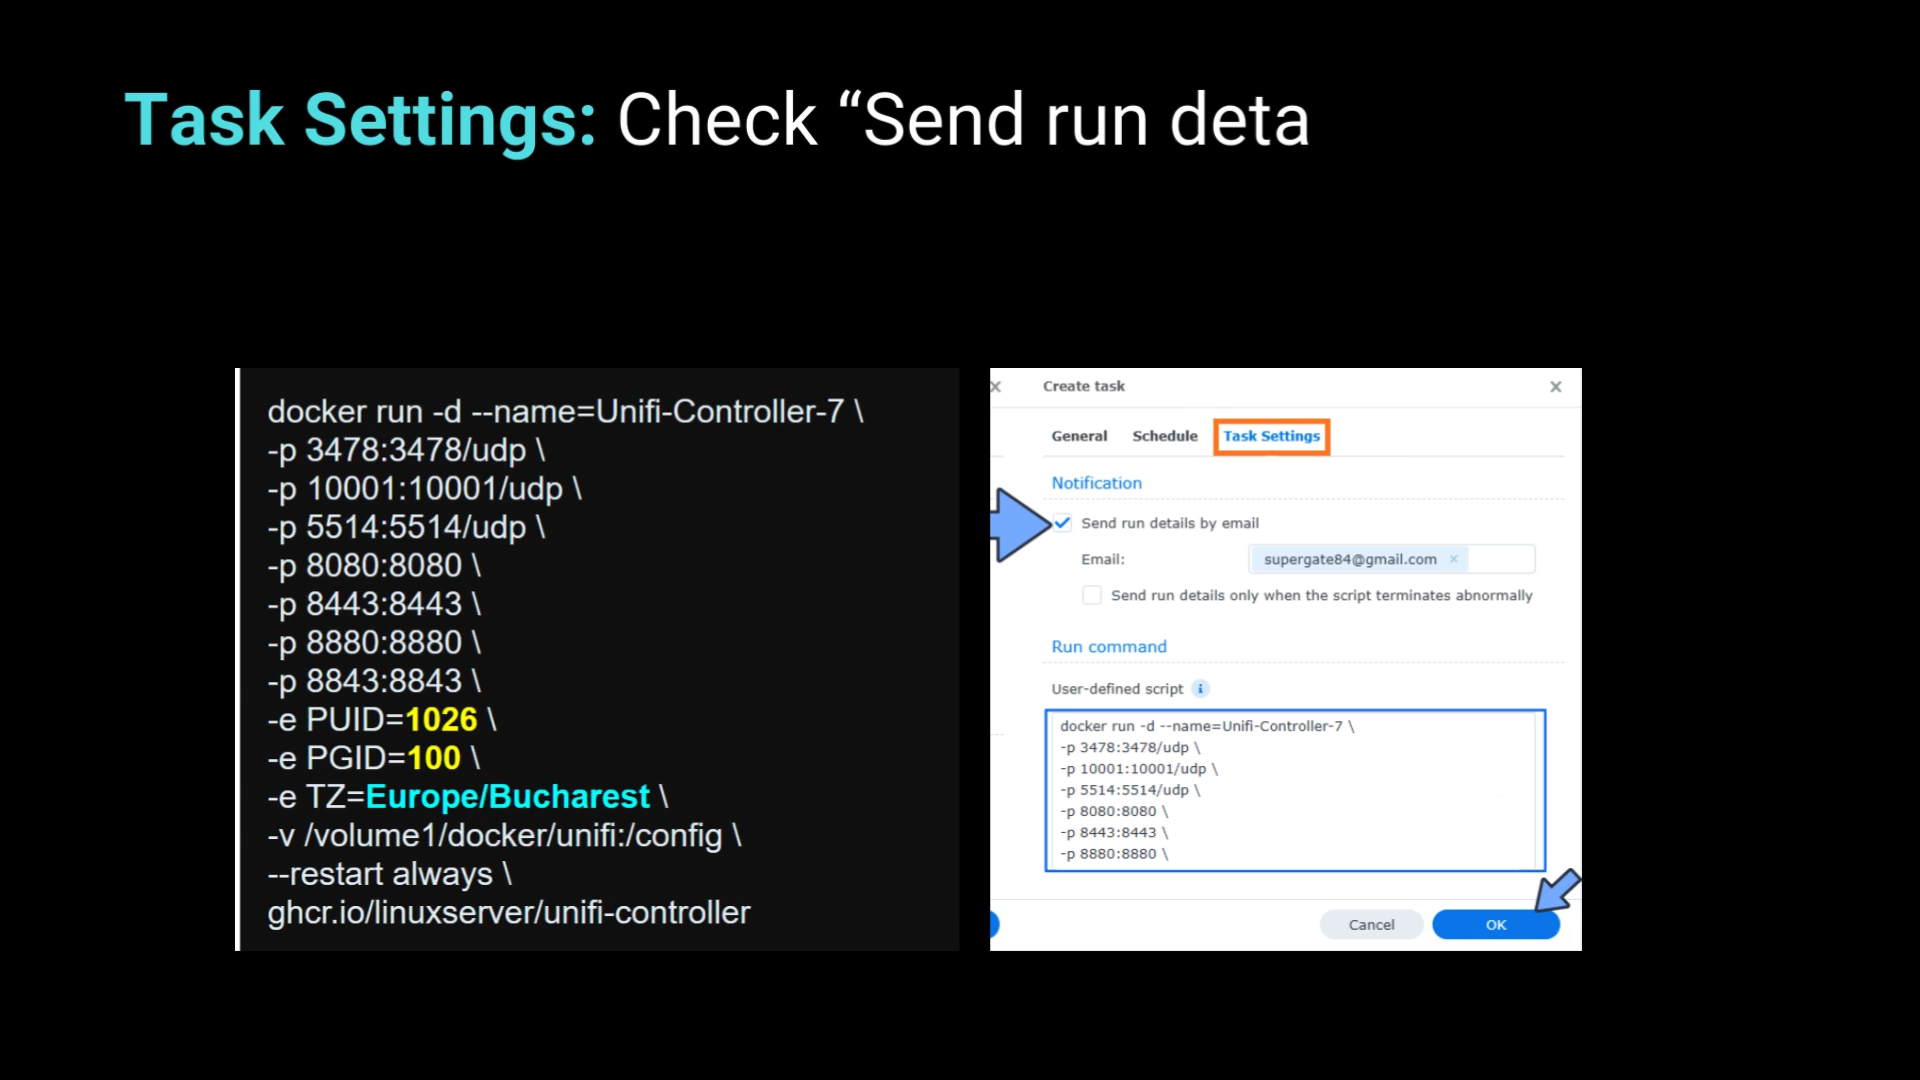 Task Settings: Check “Send run deta
docker run -d --name=Unifi-Controller-7 \
-p 3478:3478/udp \
-p 10001:10001/udp \
-p 5514:5514/udp \
-p 8080:8080 \
-p 8443:8443 \
-p 8880:8880 \
-p 8843:8843 \
-e PUID=1026 \
-e PGID=100 \
-e TZ=Europe/Bucharest \
-v /volume1/docker/unifi:/config \
--restart always \
ghcr.io/linuxserver/unifi-controller
Create task
General Schedule Task Settings
Notification
Send run details by email
Email: supergate84@gmail.com
Send run details only when the script terminates abnormally
Run command
User-defined script
docker run -d --name=Unifi-Controller-7 \
-p 3478:3478/udp \
-p 10001:10001/udp \
-p 5514:5514/udp \
-p 8080:8080 \
-p 8443:8443 \
-p 8880:8880 \
Cancel OK